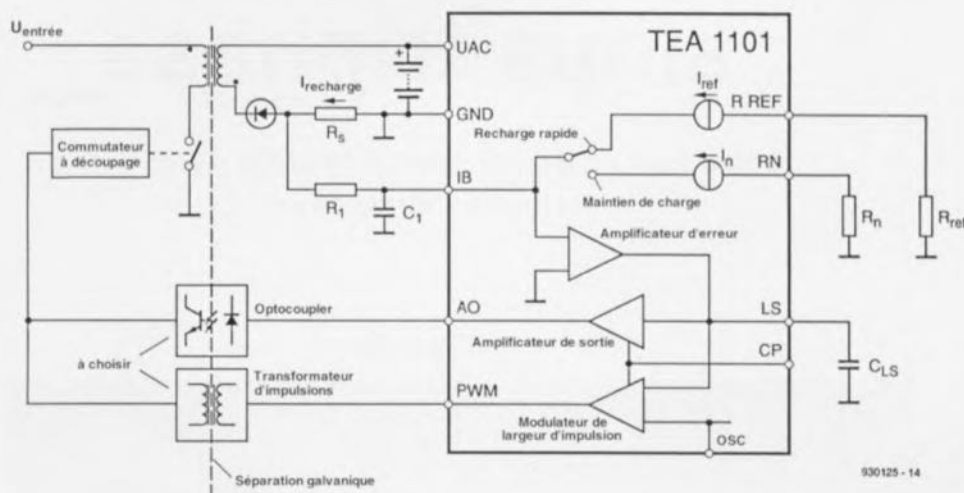 Uentrée
TEA 1101
UAC
+
Irecharge
Iref
R REF
GND
Rs
Recharge rapide
Commutateur
à découpage
In
RN
IB
R1
C1
Maintien de charge
Rn
Rref
Amplificateur d'erreur
Optocoupler
AO
LS
Amplificateur de sortie
à choisir
CP
CLS
Transformateur
d'impulsions
PWM
Modulateur de
largeur d'impulsion
OSC
Séparation galvanique
930125 - 14